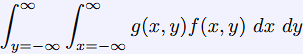 ∫_{y=−∞}^{∞} ∫_{x=−∞}^{∞} g(x, y) f(x, y) dx dy